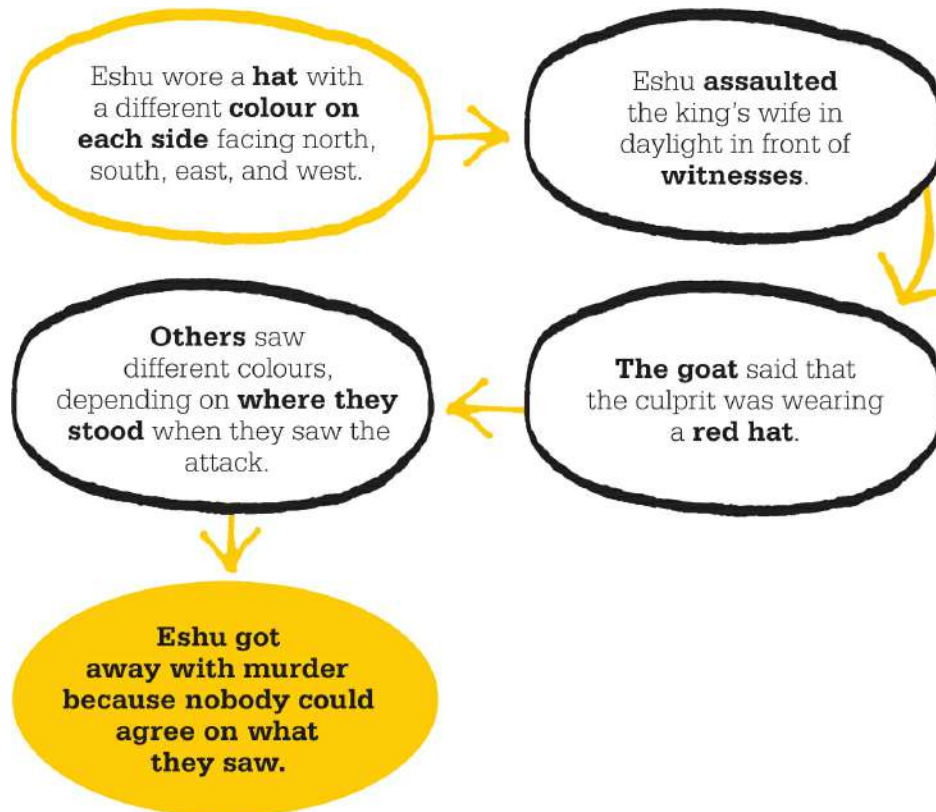 Eshu wore a hat with
a different colour on
each side facing north,
south, east, and west.
Eshu assaulted
the king's wife in
daylight in front of
witnesses.
The goat said that
the culprit was wearing
a red hat.
Others saw
different colours,
depending on where they
stood when they saw the
attack.
Eshu got
away with murder
because nobody could
agree on what
they saw.